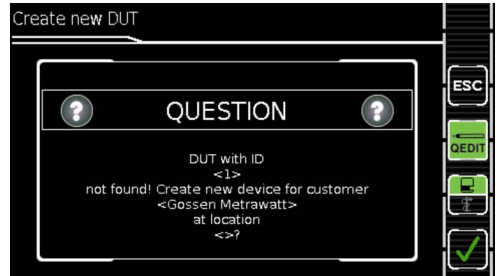 Create new DUT
ESC
QUESTION
QEDIT
DUT with ID
<1>
not found! Create new device for customer
<Gossen Metrawatt>
at location
<>?